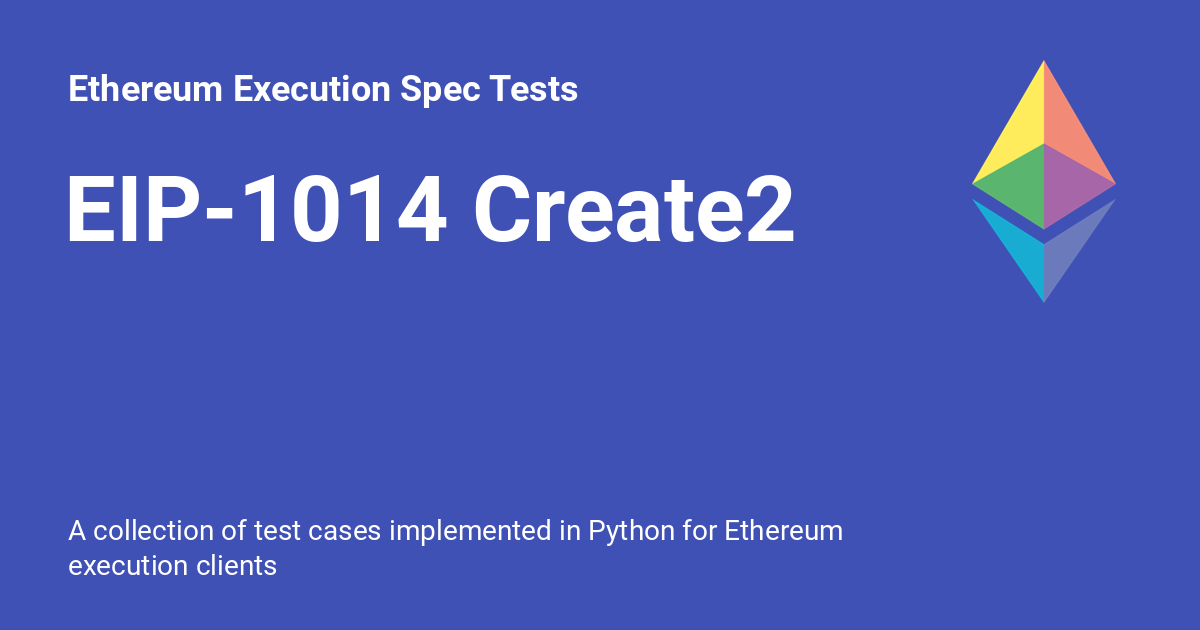 Ethereum Execution Spec Tests
EIP-1014 Create2
A collection of test cases implemented in Python for Ethereum
execution clients